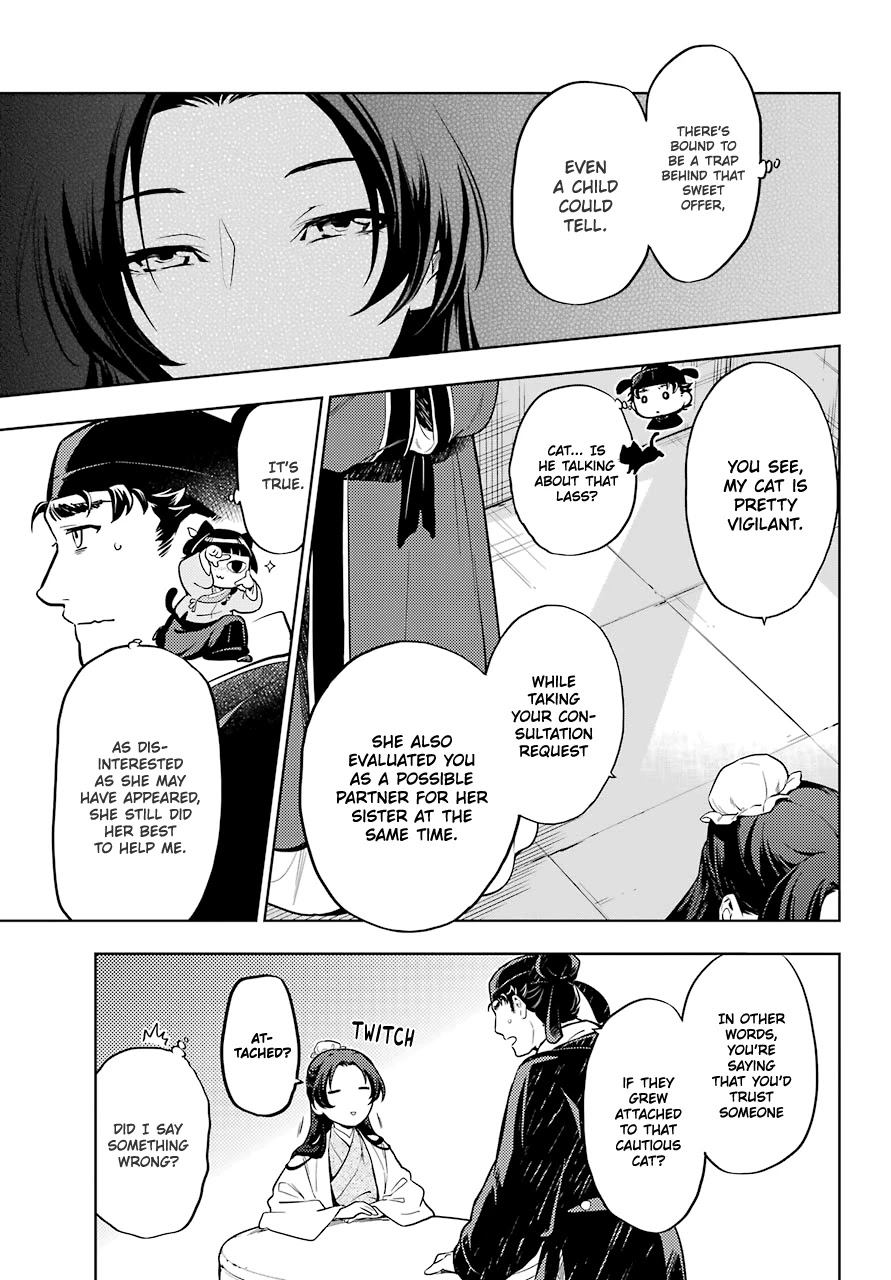 THERE'S
BOUND TO
BE A TRAP
BEHIND THAT
SWEET
OFFER,
EVEN
A CHILD
COULD
TELL.
YOU SEE,
MY CAT IS
PRETTY
VIGILANT.
CAT... IS
HE TALKING
ABOUT THAT
LASS?
WHILE
TAKING
YOUR CON-
SULTATION
REQUEST
SHE ALSO
EVALUATED YOU
AS A POSSIBLE
PARTNER FOR HER
SISTER AT THE
SAME TIME.
IT'S
TRUE.
AS DIS-
INTERESTED
AS SHE MAY
HAVE APPEARED,
SHE STILL DID
HER BEST
TO HELP ME.
IN OTHER
WORDS,
YOU'RE
SAYING
THAT YOU'D
TRUST
SOMEONE
IF THEY
GREW
ATTACHED
TO THAT
CAUTIOUS
CAT?
TWITCH
AT-
TACHED?
DID I SAY
SOMETHING
WRONG?